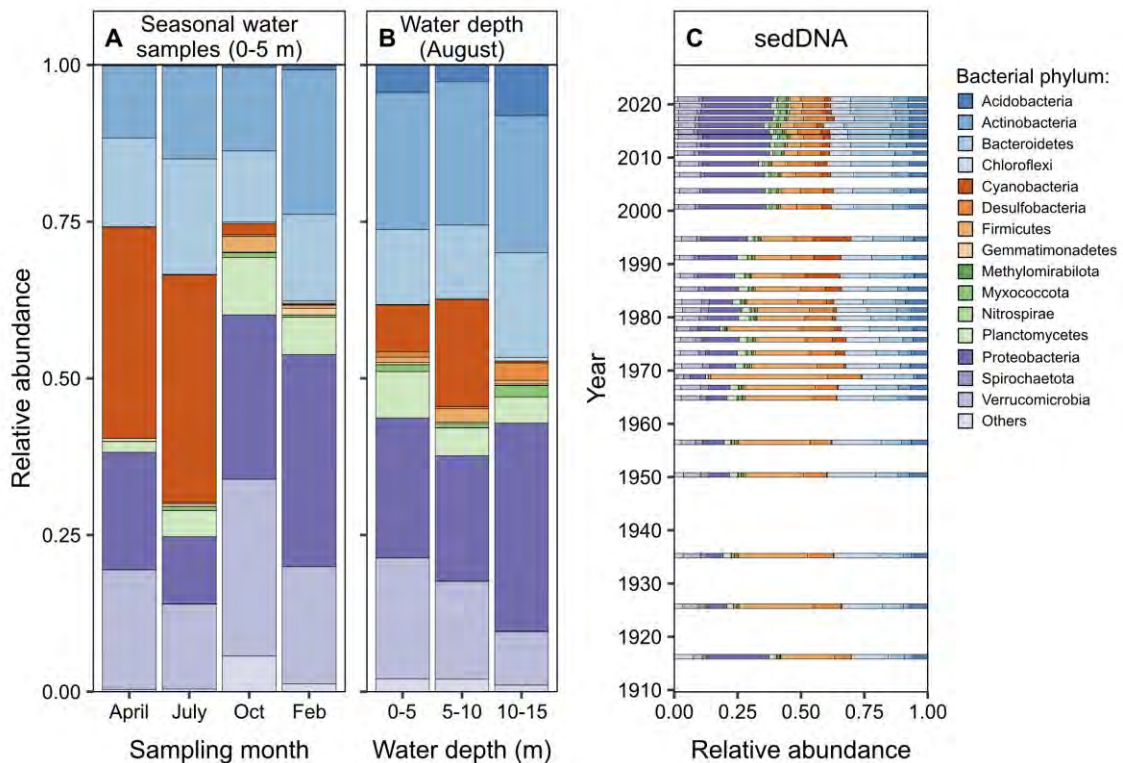 A
Seasonal water
samples (0-5 m)
B
Water depth
(August)
C
sedDNA
Relative abundance
1.00
0.75
0.50
0.25
0.00
April
July
Oct
Feb
Sampling month
0-5
5-10
10-15
Water depth (m)
Year
2020
2010
2000
1990
1980
1970
1960
1950
1940
1930
1920
1910
0.00
0.25
0.50
0.75
1.00
Relative abundance
Bacterial phylum:
Acidobacteria
Actinobacteria
Bacteroidetes
Chloroflexi
Cyanobacteria
Desulfobacteria
Firmicutes
Gemmatimonadetes
Methylomirabilota
Myxococcota
Nitrospirae
Planctomycetes
Proteobacteria
Spirochaetota
Verrucomicrobia
Others